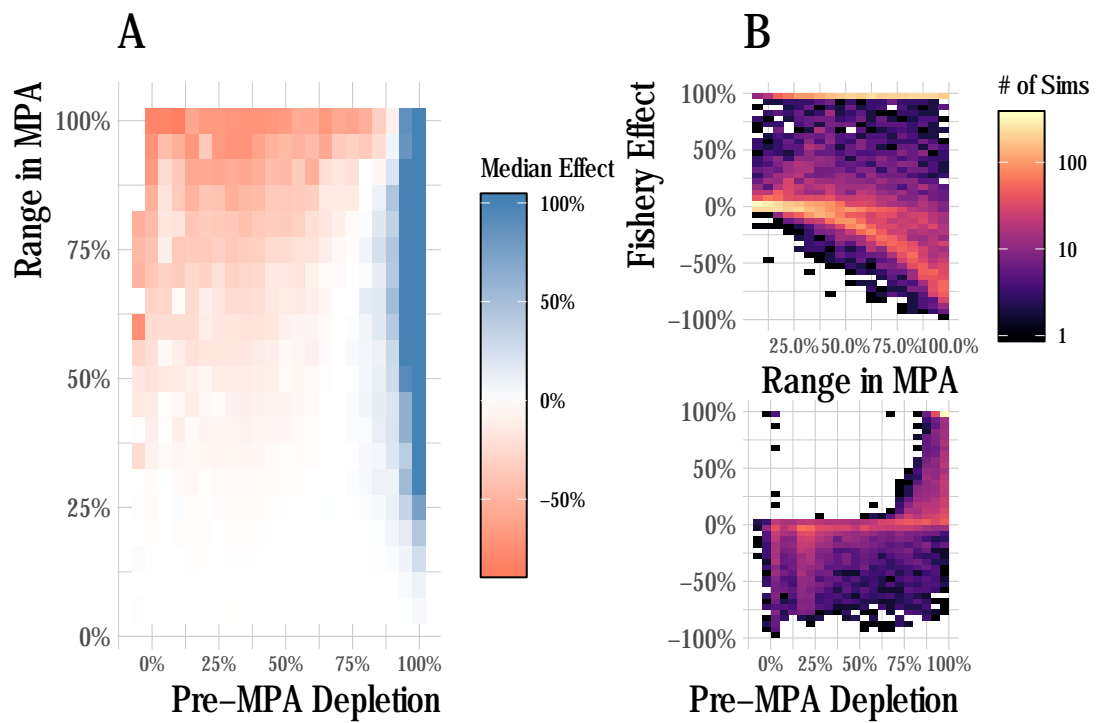 A
Range in MPA
100%
75%
50%
25%
0%
0% 25% 50% 75% 100%
Pre−MPA Depletion
Median Effect
100%
50%
0%
−50%
B
Fishery Effect
100%
50%
0%
−50%
−100%
25.0% 50.0% 75.0% 100.0%
Range in MPA
# of Sims
100
10
1
100%
50%
0%
−50%
−100%
0% 25% 50% 75% 100%
Pre−MPA Depletion